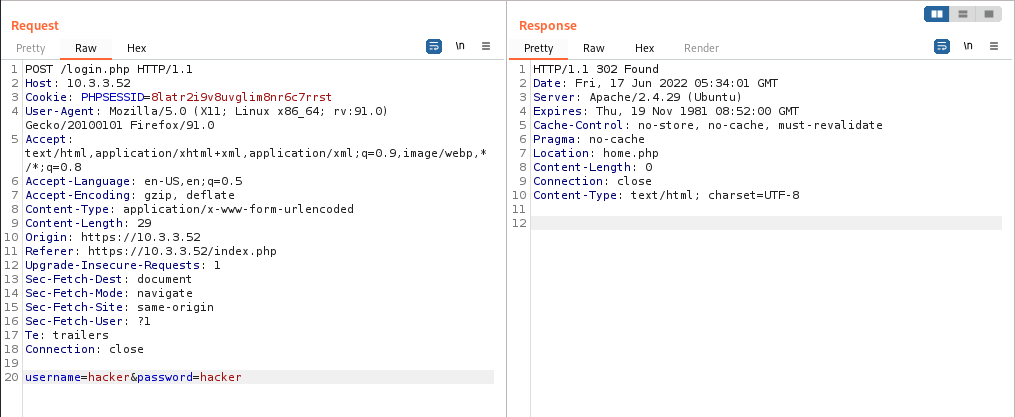 Request
Pretty Raw Hex \n ≡
1 POST /login.php HTTP/1.1
2 Host: 10.3.3.52
3 Cookie: PHPSESSID=8latr2i9v8uvglim8nr6c7rrst
4 User-Agent: Mozilla/5.0 (X11; Linux x86_64; rv:91.0)
Gecko/20100101 Firefox/91.0
5 Accept:
text/html,application/xhtml+xml,application/xml;q=0.9,image/webp,*
/*;q=0.8
6 Accept-Language: en-US,en;q=0.5
7 Accept-Encoding: gzip, deflate
8 Content-Type: application/x-www-form-urlencoded
9 Content-Length: 29
10 Origin: https://10.3.3.52
11 Referer: https://10.3.3.52/index.php
12 Upgrade-Insecure-Requests: 1
13 Sec-Fetch-Dest: document
14 Sec-Fetch-Mode: navigate
15 Sec-Fetch-Site: same-origin
16 Sec-Fetch-User: ?1
17 Te: trailers
18 Connection: close
19
20 username=hacker&password=hacker
Response
Pretty Raw Hex Render \n ≡
1 HTTP/1.1 302 Found
2 Date: Fri, 17 Jun 2022 05:34:01 GMT
3 Server: Apache/2.4.29 (Ubuntu)
4 Expires: Thu, 19 Nov 1981 08:52:00 GMT
5 Cache-Control: no-store, no-cache, must-revalidate
6 Pragma: no-cache
7 Location: home.php
8 Content-Length: 0
9 Connection: close
10 Content-Type: text/html; charset=UTF-8
11
12